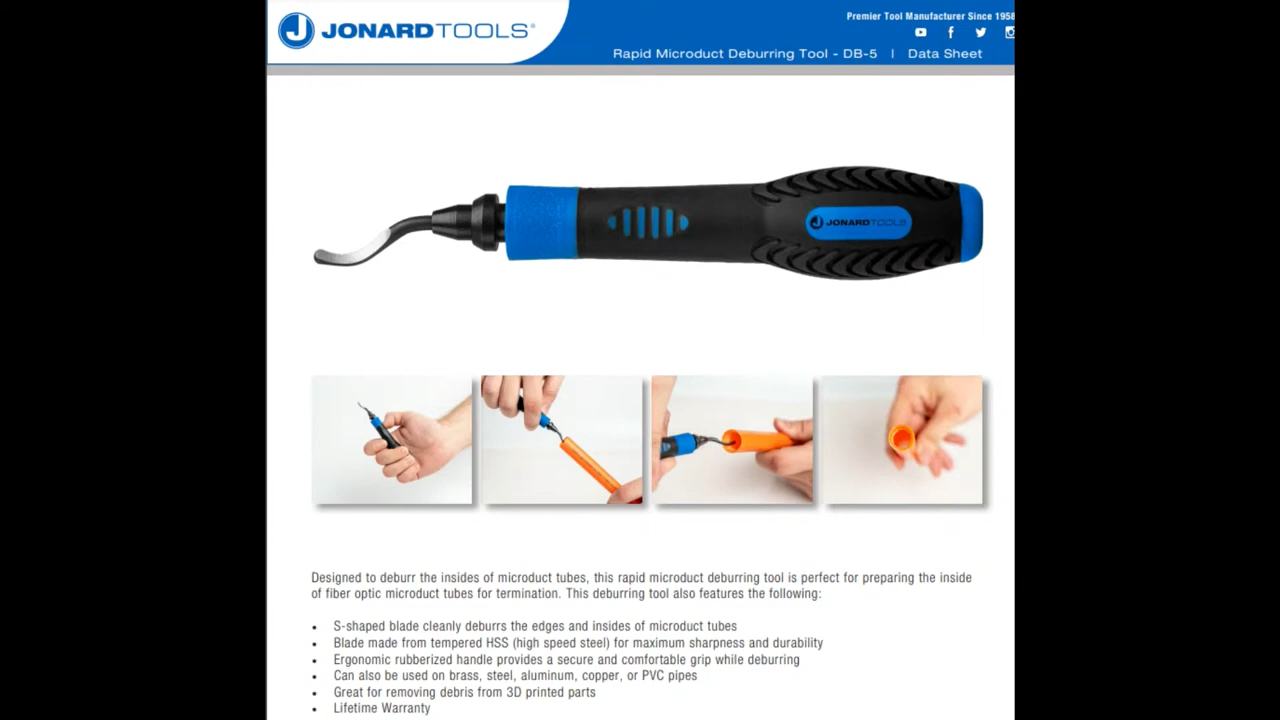 JONARD TOOLS®
Premier Tool Manufacturer Since 1958
Rapid Microduct Deburring Tool - DB-5 | Data Sheet
JONARDTOOLS
Designed to deburr the insides of microduct tubes, this rapid microduct deburring tool is perfect for preparing the inside
of fiber optic microduct tubes for termination. This deburring tool also features the following:
• S-shaped blade cleanly deburrs the edges and insides of microduct tubes
• Blade made from tempered HSS (high speed steel) for maximum sharpness and durability
• Ergonomic rubberized handle provides a secure and comfortable grip while deburring
• Can also be used on brass, steel, aluminum, copper, or PVC pipes
• Great for removing debris from 3D printed parts
• Lifetime Warranty